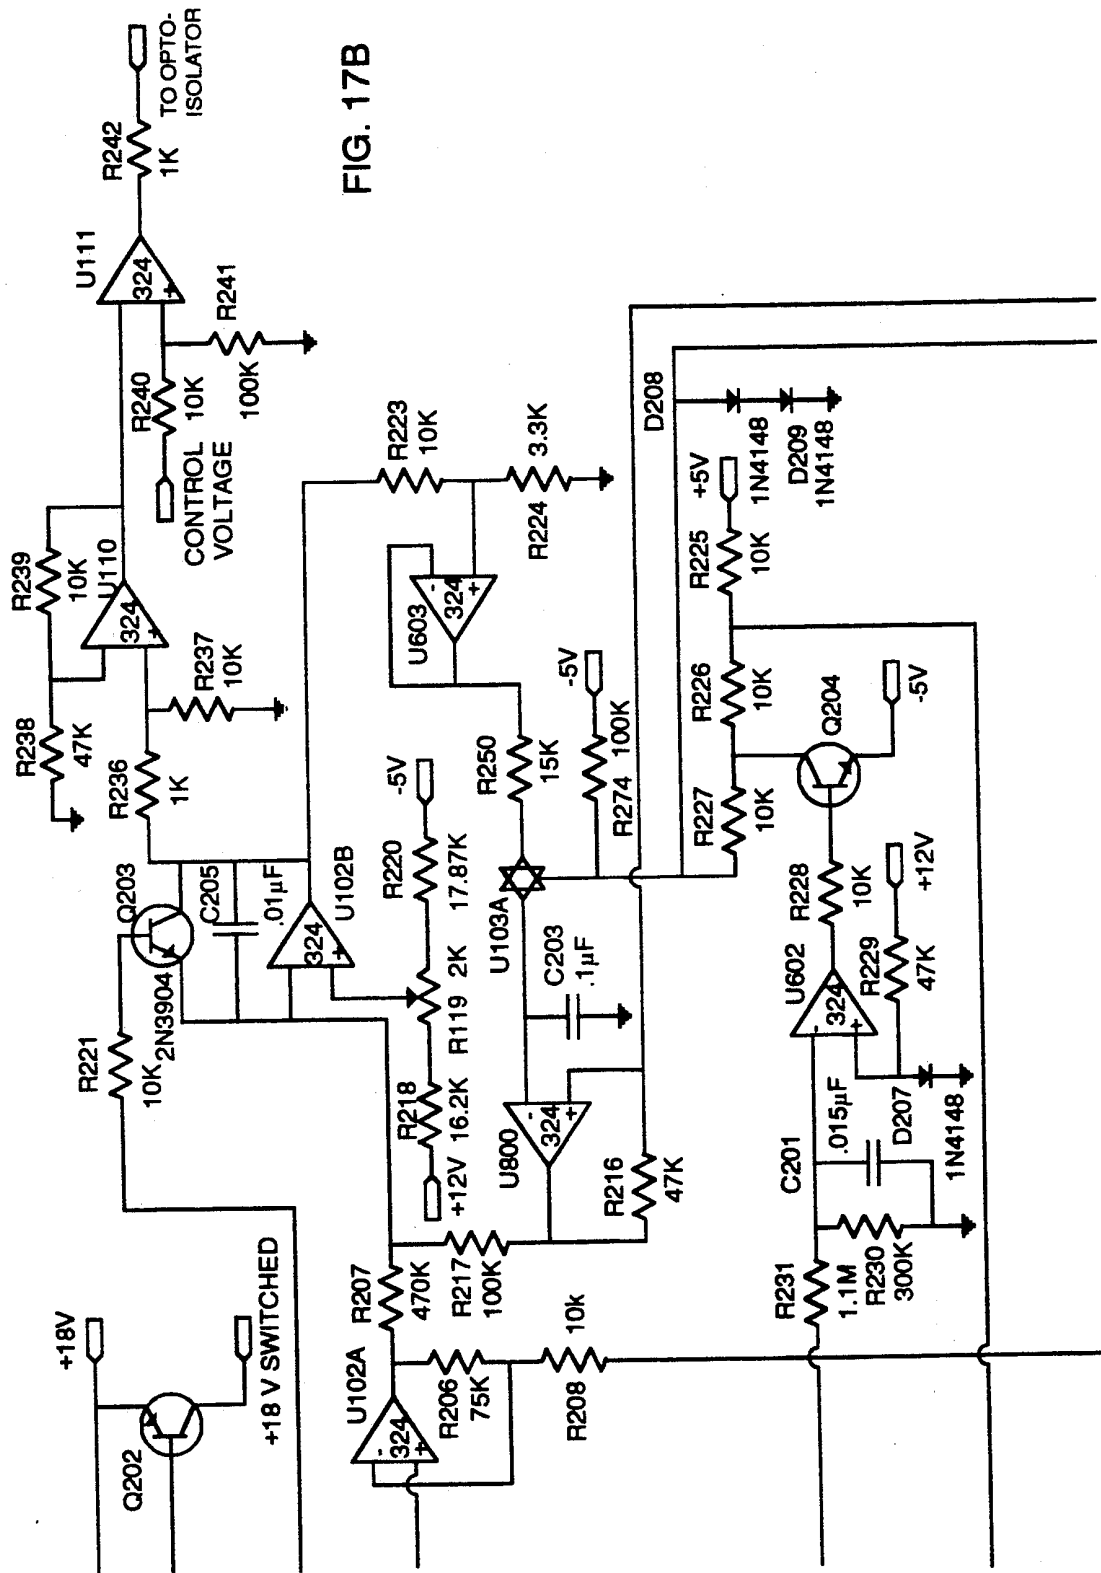 FIG. 17B
R242
1K
TO OPTO-
ISOLATOR
U111
324
+
R241
100K
R240
10K
CONTROL
VOLTAGE
R239
10K
U110
324
+
R238
47K
R237
10K
R236
1K
R223
10K
3.3K
R224
U603
324
-
+
Q203
2N3904
C205
.01µF
R221
10K
U102B
324
+
-5V
R220
17.87K
R119
2K
R218
16.2K
+12V
R250
15K
U103A
-5V
R274
100K
C203
.1µF
U800
324
-
+
R216
47K
D208
1N4148
D209
1N4148
+5V
R225
10K
R226
10K
R227
10K
Q204
-5V
R228
10K
U602
324
-
+
R229
47K
+12V
C201
.015µF
D207
1N4148
R231
1.1M
R230
300K
+18V
Q202
+18 V SWITCHED
U102A
324
-
+
R207
470K
R217
100K
R206
75K
R208
10k